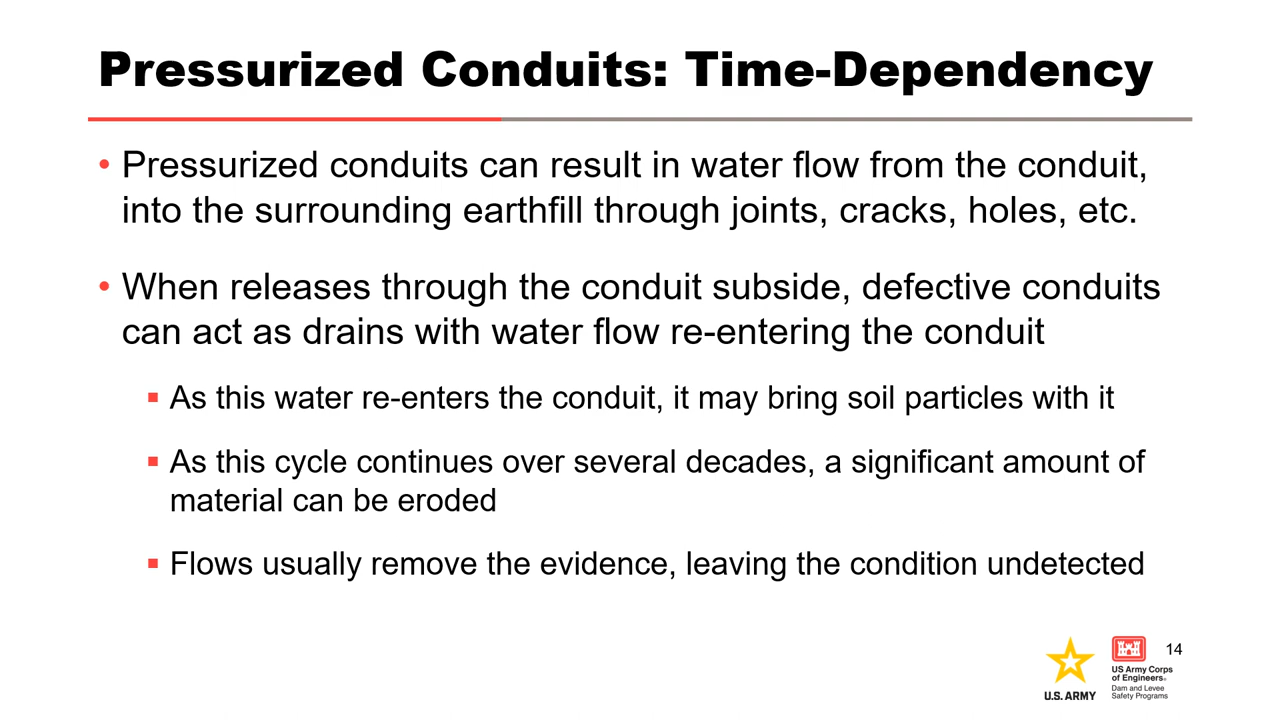 Pressurized Conduits: Time-Dependency
• Pressurized conduits can result in water flow from the conduit,
into the surrounding earthfill through joints, cracks, holes, etc.
• When releases through the conduit subside, defective conduits
can act as drains with water flow re-entering the conduit
▪ As this water re-enters the conduit, it may bring soil particles with it
▪ As this cycle continues over several decades, a significant amount of
material can be eroded
▪ Flows usually remove the evidence, leaving the condition undetected
14
U.S. ARMY
US Army Corps
of Engineers®
Dam and Levee
Safety Programs